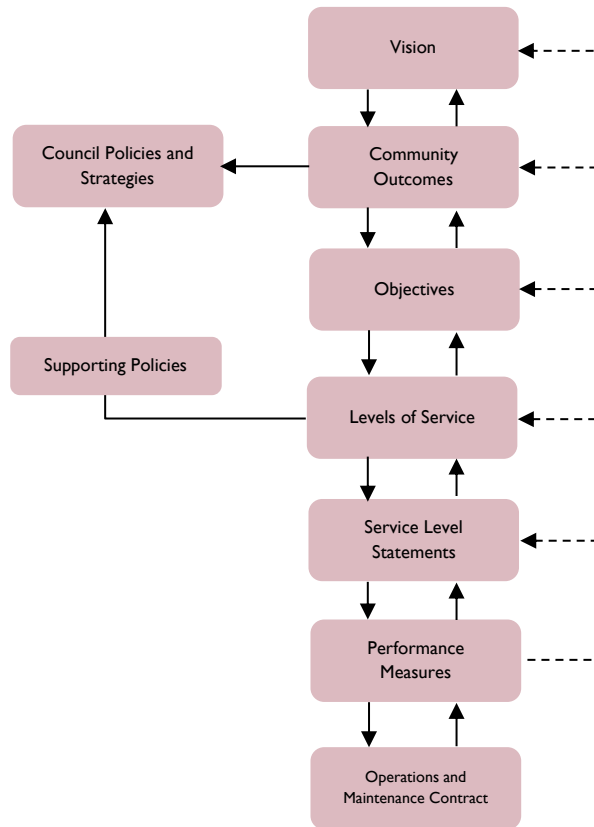 Vision
Council Policies and
Strategies
Community
Outcomes
Objectives
Supporting Policies
Levels of Service
Service Level
Statements
Performance
Measures
Operations and
Maintenance Contract